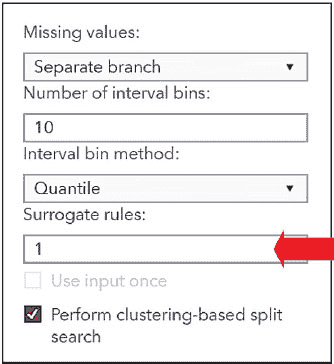 Missing values:
Separate branch
Number of interval bins:
10
Interval bin method:
Quantile
Surrogate rules:
1
Use input once
Perform clustering-based split
search